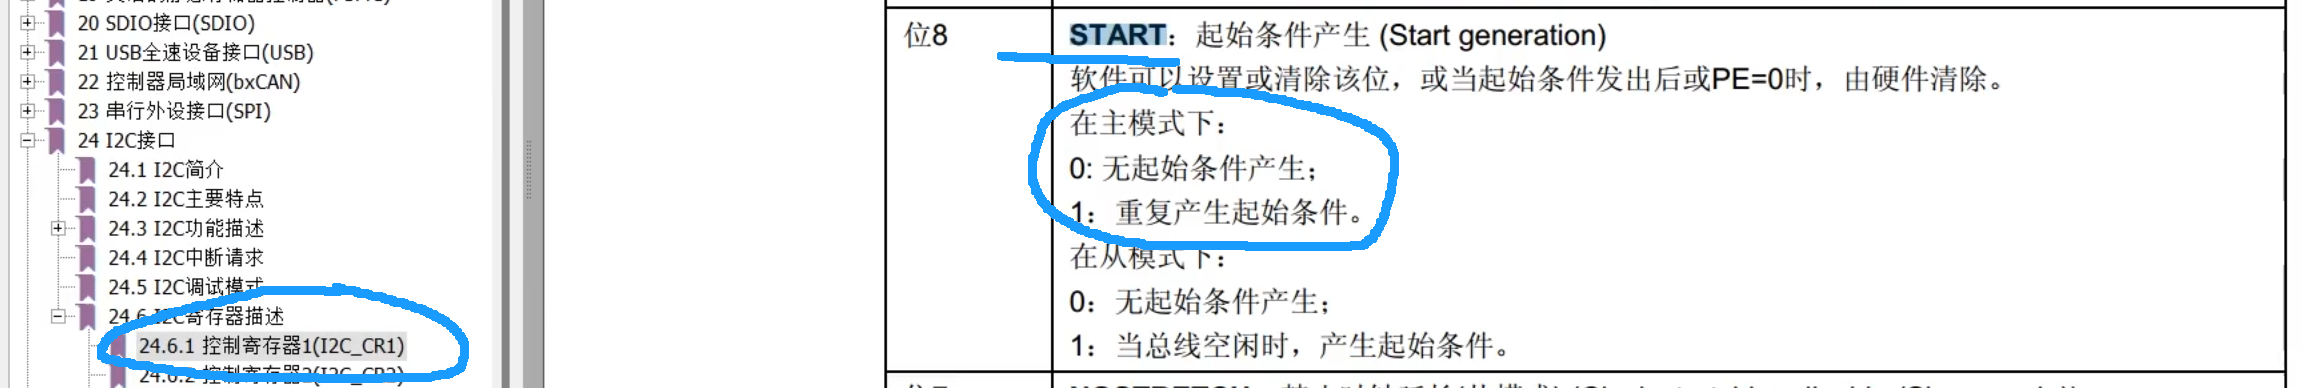 20 SDIO接口(SDIO)
21 USB全速设备接口(USB)
22 控制器局域网(bxCAN)
23 串行外设接口(SPI)
24 I2C接口
24.1 I2C简介
24.2 I2C主要特点
24.3 I2C功能描述
24.4 I2C中断请求
24.5 I2C调试模式
24.6 I2C寄存器描述
24.6.1 控制寄存器1(I2C_CR1)
24.6.2 控制寄存器2(I2C_CR2)
位8
START：起始条件产生 (Start generation)
软件可以设置或清除该位，或当起始条件发出后或PE=0时，由硬件清除。
在主模式下：
0: 无起始条件产生；
1：重复产生起始条件。
在从模式下：
0：无起始条件产生；
1：当总线空闲时，产生起始条件。